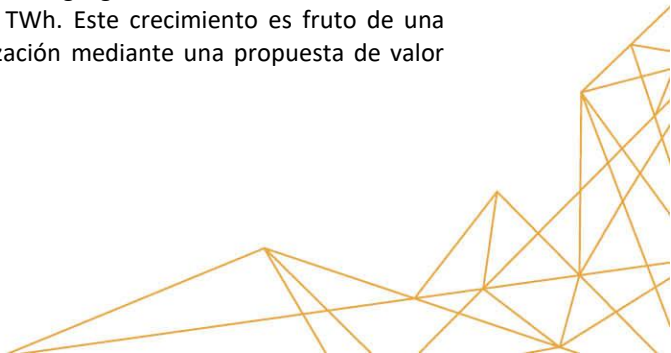 TWh. Este crecimiento es fruto de una
zación mediante una propuesta de valor